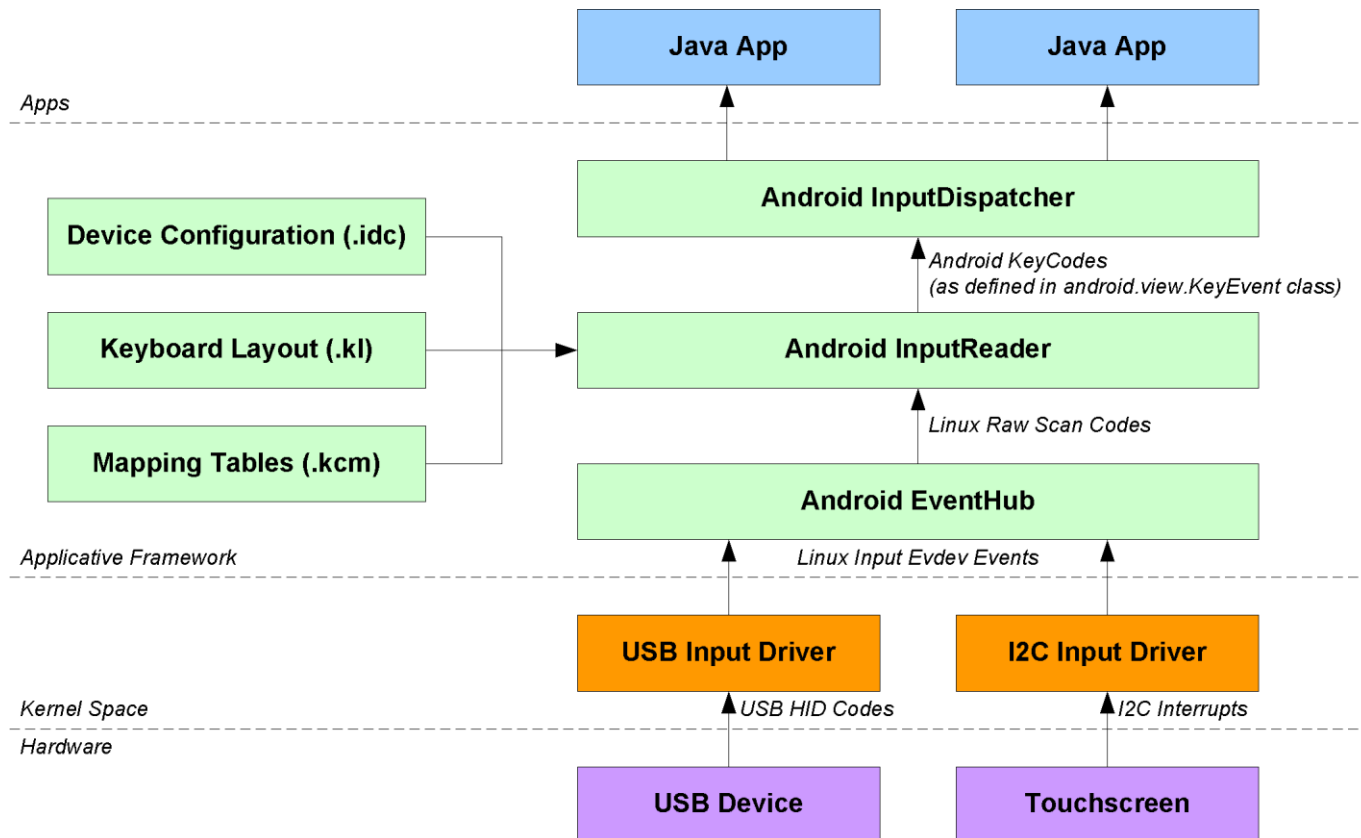 Java App
Java App
Apps
Android InputDispatcher
Device Configuration (.idc)
Android KeyCodes
(as defined in android.view.KeyEvent class)
Keyboard Layout (.kl)
Android InputReader
Linux Raw Scan Codes
Mapping Tables (.kcm)
Android EventHub
Applicative Framework
Linux Input Evdev Events
USB Input Driver
I2C Input Driver
Kernel Space
USB HID Codes
I2C Interrupts
Hardware
USB Device
Touchscreen